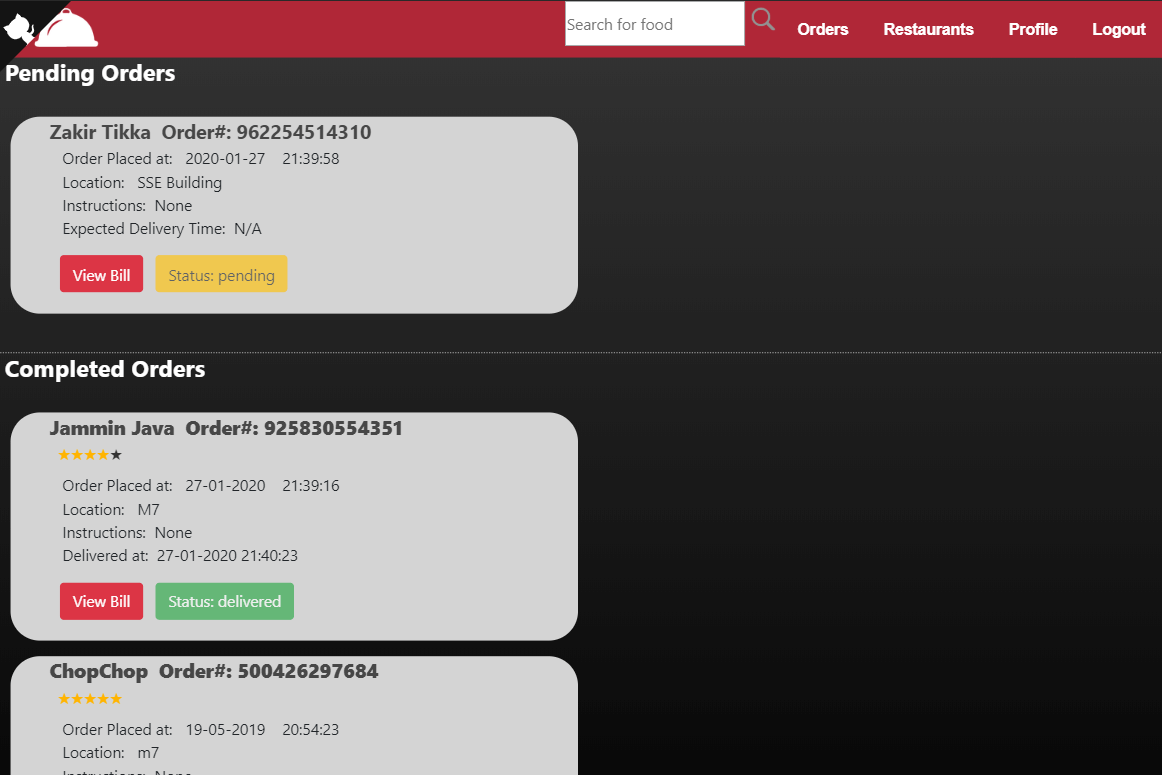 Search for food
Orders Restaurants Profile Logout
Pending Orders
Zakir Tikka Order#: 962254514310
Order Placed at: 2020-01-27 21:39:58
Location: SSE Building
Instructions: None
Expected Delivery Time: N/A
View Bill Status: pending
Completed Orders
Jammin Java Order#: 925830554351
Order Placed at: 27-01-2020 21:39:16
Location: M7
Instructions: None
Delivered at: 27-01-2020 21:40:23
View Bill Status: delivered
ChopChop Order#: 500426297684
Order Placed at: 19-05-2019 20:54:23
Location: m7
Instructions: None